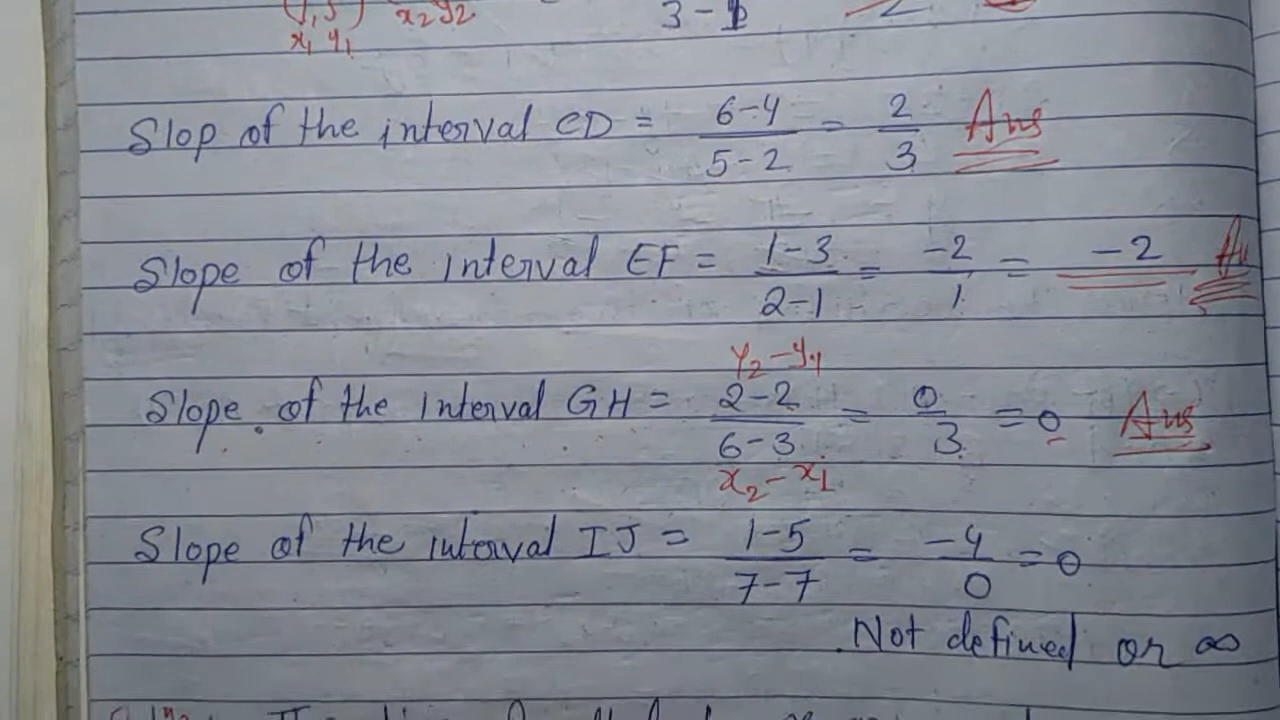 x₁ y₁ x₂ y₂ 3-1
Slop of the interval CD = 6-4/5-2 = 2/3 Ans
Slope of the interval EF = 1-3/2-1 = -2/1 = -2
y₂-y₁
Slope of the interval GH = 2-2/6-3 = 0/3 = 0 Ans
x₂-x₁
Slope of the interval IJ = 1-5/7-7 = -4/0 = 0
Not defined or ∞